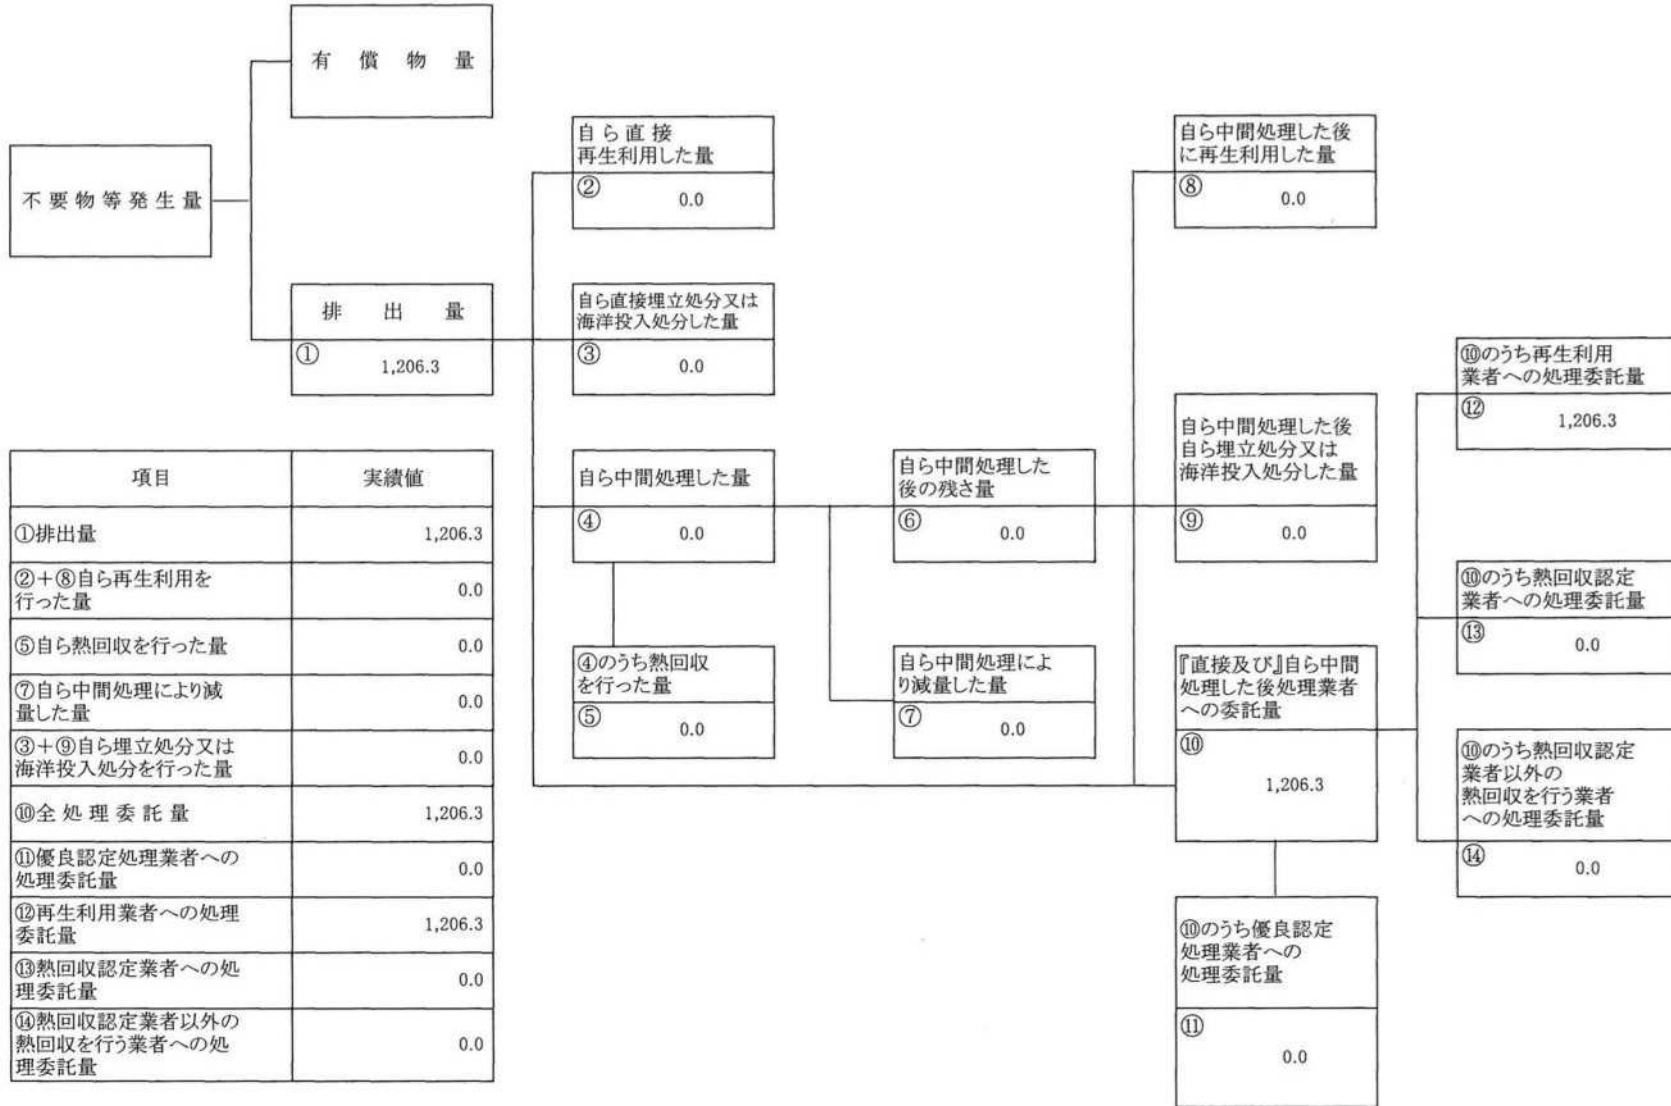 有償物量
不要物等発生量
排出量
①
1,206.3
自ら直接
再生利用した量
②
0.0
自ら直接埋立処分又は
海洋投入処分した量
③
0.0
自ら中間処理した量
④
0.0
④のうち熱回収
を行った量
⑤
0.0
自ら中間処理した
後の残さ量
⑥
0.0
自ら中間処理によ
り減量した量
⑦
0.0
自ら中間処理した後
に再生利用した量
⑧
0.0
自ら中間処理した後
自ら埋立処分又は
海洋投入処分した量
⑨
0.0
『直接及び』自ら中間
処理した後処理業者
への委託量
⑩
1,206.3
⑩のうち優良認定
処理業者への
処理委託量
⑪
0.0
⑩のうち再生利用
業者への処理委託量
⑫
1,206.3
⑩のうち熱回収認定
業者への処理委託量
⑬
0.0
⑩のうち熱回収認定
業者以外の
熱回収を行う業者
への処理委託量
⑭
0.0
項目 実績値
①排出量 1,206.3
②+⑧自ら再生利用を
行った量 0.0
⑤自ら熱回収を行った量 0.0
⑦自ら中間処理により減
量した量 0.0
③+⑨自ら埋立処分又は
海洋投入処分を行った量 0.0
⑩全処理委託量 1,206.3
⑪優良認定処理業者への
処理委託量 0.0
⑫再生利用業者への処理
委託量 1,206.3
⑬熱回収認定業者への処
理委託量 0.0
⑭熱回収認定業者以外の
熱回収を行う業者への処
理委託量 0.0